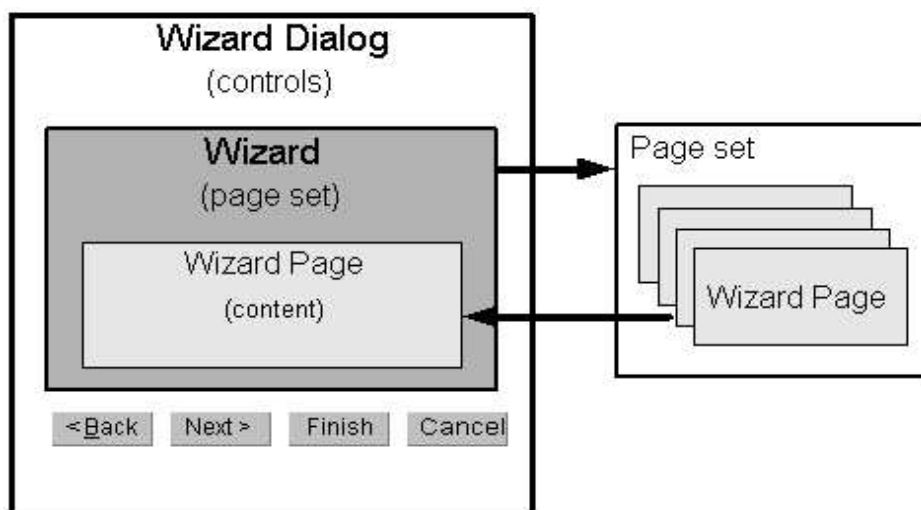 Wizard Dialog
(controls)
Wizard
(page set)
Wizard Page
(content)
< Back
Next >
Finish
Cancel
Page set
Wizard Page